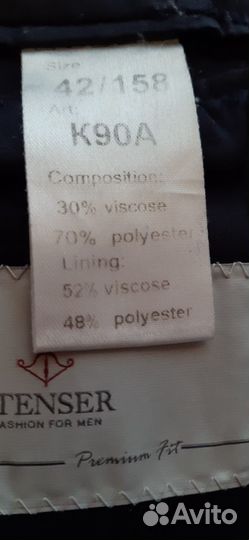 Size:
42/158
Art:
K90A
Composition:
30% viscose
70% polyester
Lining:
52% viscose
48% polyester
TENSER
FASHION FOR MEN
Premium Fit
Avito